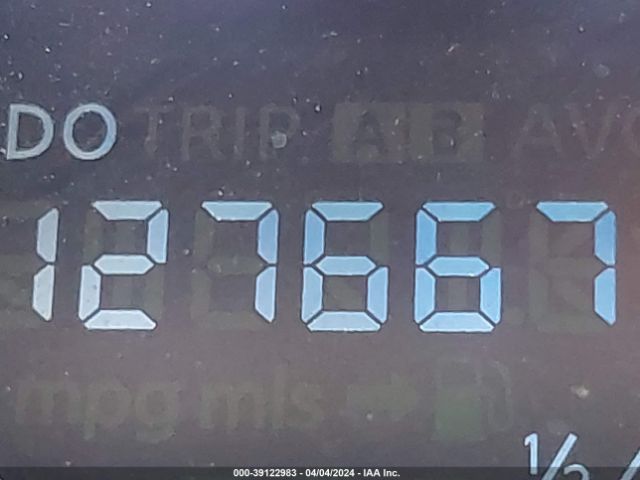 DO TRIP A B AVG
127667
mpg mls
1/2
000-39122983 - 04/04/2024 - IAA Inc.